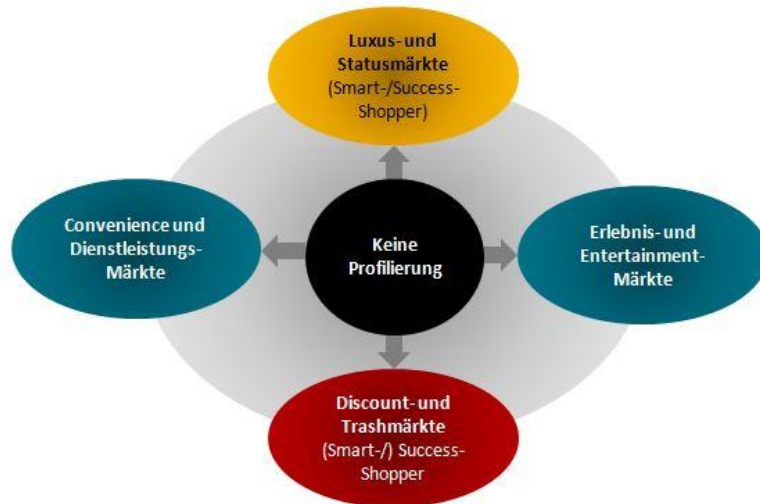 Luxus- und
Statusmärkte
(Smart-/Success-
Shopper)
Convenience und
Dienstleistungs-
Märkte
Keine
Profilierung
Erlebnis- und
Entertainment-
Märkte
Discount- und
Trashmärkte
(Smart-/) Success-
Shopper